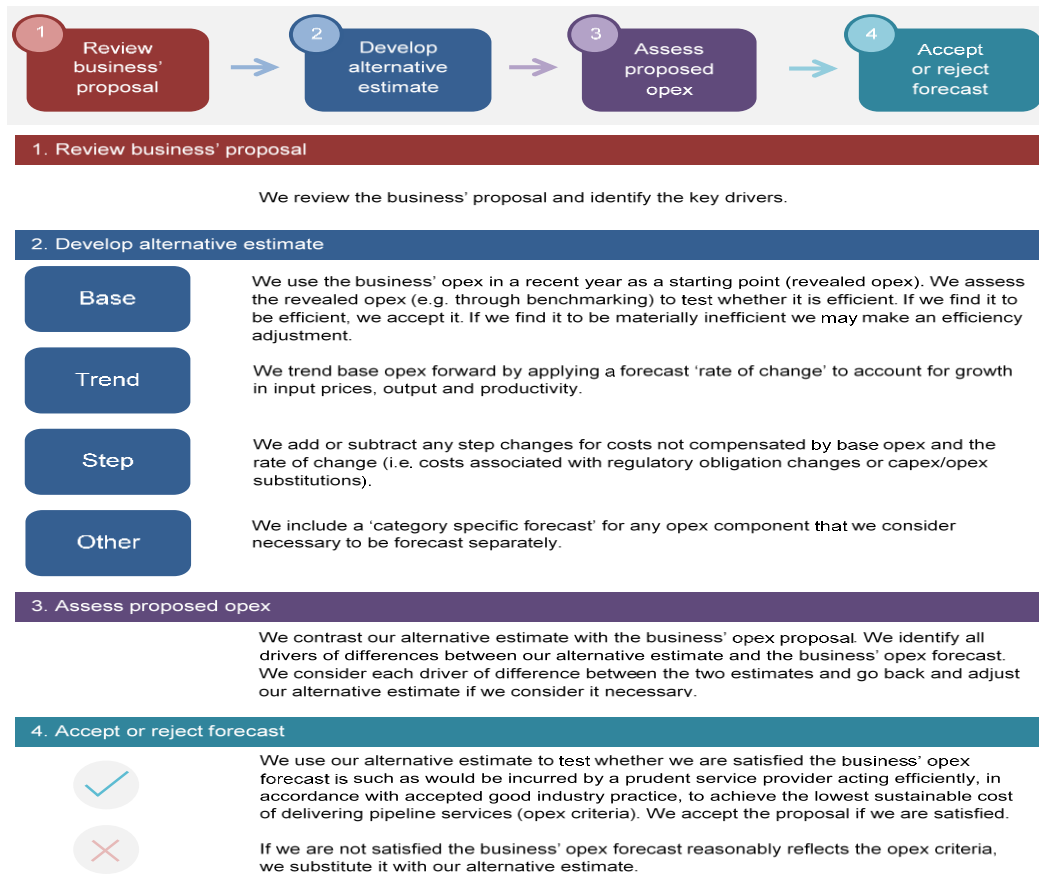 1
Review
business’
proposal
2
Develop
alternative
estimate
3
Assess
proposed
opex
4
Accept
or reject
forecast
1. Review business’ proposal
We review the business’ proposal and identify the key drivers.
2. Develop alternative estimate
Base
We use the business’ opex in a recent year as a starting point (revealed opex). We assess
the revealed opex (e.g. through benchmarking) to test whether it is efficient. If we find it to
be efficient, we accept it. If we find it to be materially inefficient we may make an efficiency
adjustment.
Trend
We trend base opex forward by applying a forecast ‘rate of change’ to account for growth
in input prices, output and productivity.
Step
We add or subtract any step changes for costs not compensated by base opex and the
rate of change (i.e. costs associated with regulatory obligation changes or capex/opex
substitutions).
Other
We include a ‘category specific forecast’ for any opex component that we consider
necessary to be forecast separately.
3. Assess proposed opex
We contrast our alternative estimate with the business’ opex proposal. We identify all
drivers of differences between our alternative estimate and the business’ opex forecast.
We consider each driver of difference between the two estimates and go back and adjust
our alternative estimate if we consider it necessary.
4. Accept or reject forecast
We use our alternative estimate to test whether we are satisfied the business’ opex
forecast is such as would be incurred by a prudent service provider acting efficiently, in
accordance with accepted good industry practice, to achieve the lowest sustainable cost
of delivering pipeline services (opex criteria). We accept the proposal if we are satisfied.
If we are not satisfied the business’ opex forecast reasonably reflects the opex criteria,
we substitute it with our alternative estimate.